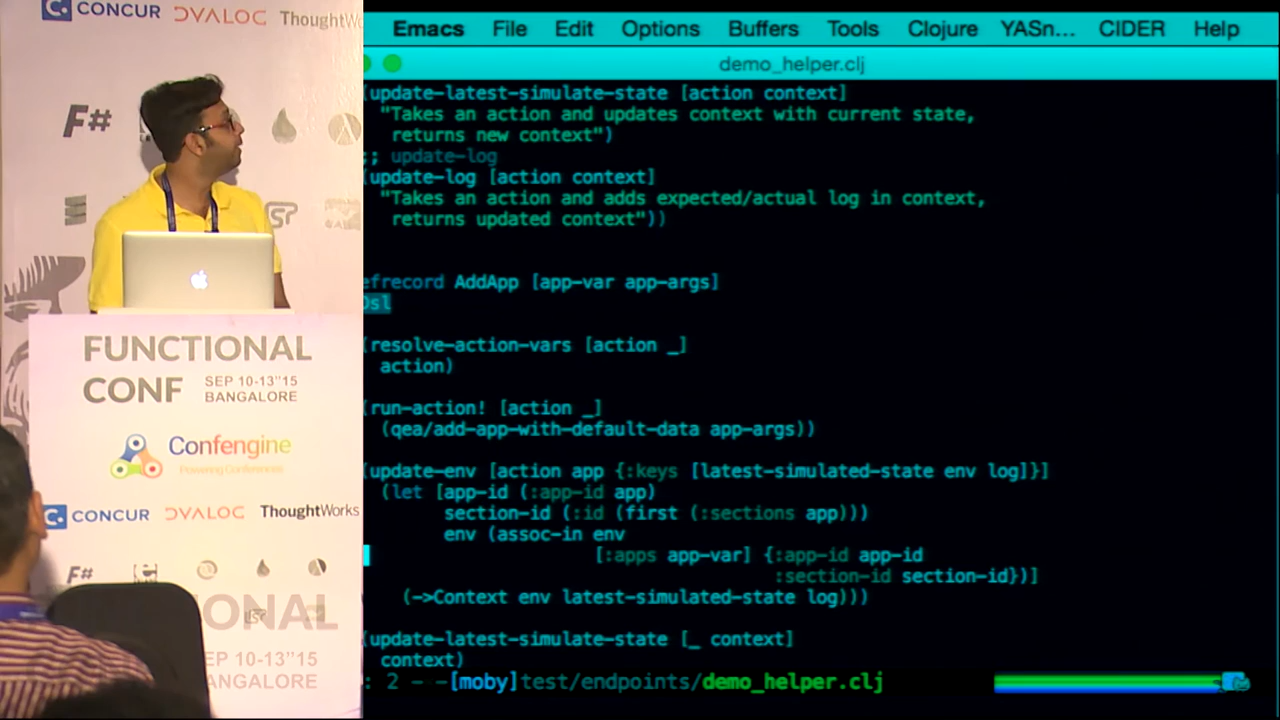 CONCUR DVALOC ThoughtWorks
F#
FUNCTIONAL
CONF SEP 10-13"15
BANGALORE
Confengine
Powering Conferences
CONCUR DVALOC ThoughtWorks
F#
ONAL
EP 10-13"15
ANGALORE
Emacs File Edit Options Buffers Tools Clojure YASn... CIDER Help
demo_helper.clj
(update-latest-simulate-state [action context]
"Takes an action and updates context with current state,
returns new context")
; update-log
(update-log [action context]
"Takes an action and adds expected/actual log in context,
returns updated context"))
efrecord AddApp [app-var app-args]
Dsl
(resolve-action-vars [action _]
action)
(run-action! [action _]
(qea/add-app-with-default-data app-args))
(update-env [action app {:keys [latest-simulated-state env log]}]
(let [app-id (:app-id app)
section-id (:id (first (:sections app)))
env (assoc-in env
[:apps app-var] {:app-id app-id
:section-id section-id})]
(->Context env latest-simulated-state log)))
(update-latest-simulate-state [_ context]
context)
: 2 - -[moby]test/endpoints/demo_helper.clj